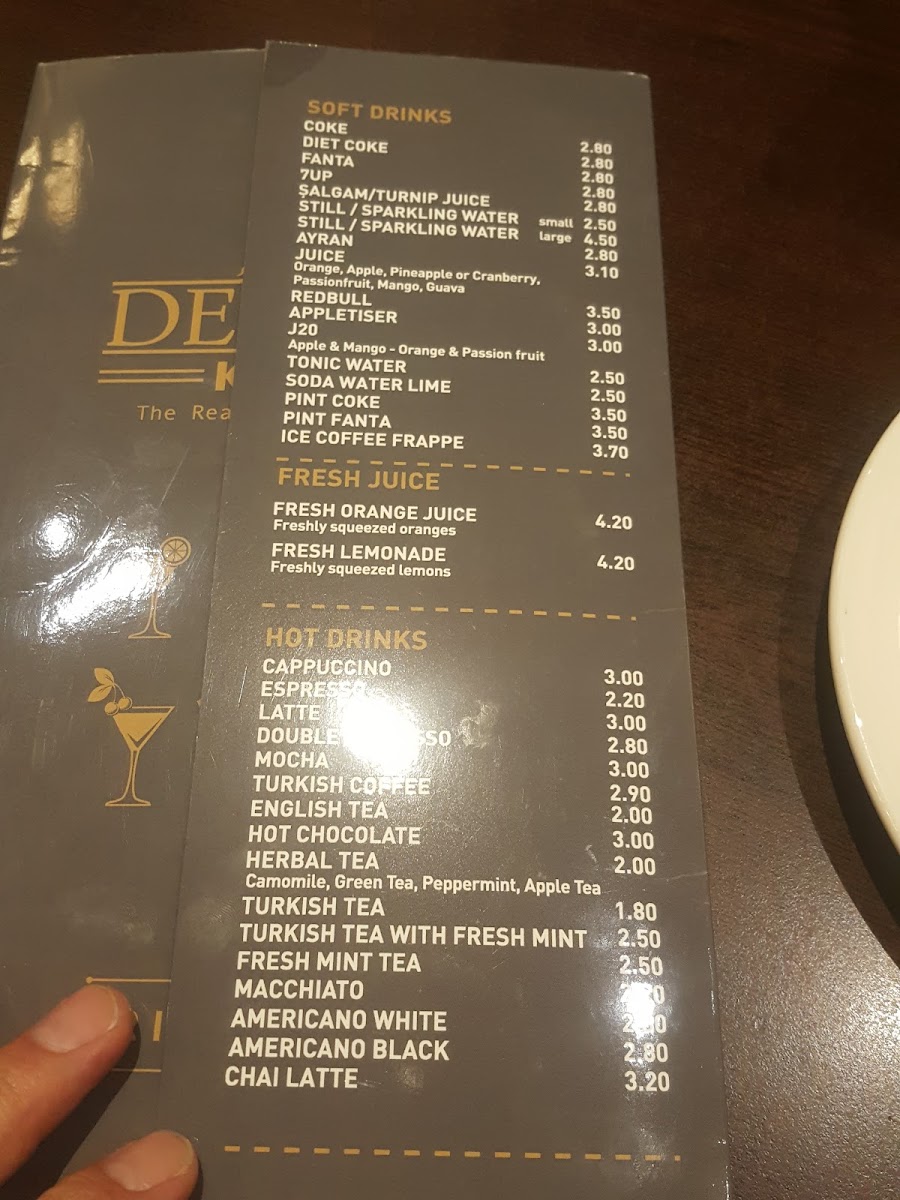 DE
K
The Rea
SOFT DRINKS
COKE 2.80
DIET COKE 2.80
FANTA 2.80
7UP 2.80
ŞALGAM/TURNIP JUICE 2.80
STILL / SPARKLING WATER small 2.50
STILL / SPARKLING WATER large 4.50
AYRAN 2.80
JUICE 3.10
Orange, Apple, Pineapple or Cranberry,
Passionfruit, Mango, Guava
REDBULL 3.50
APPLETISER 3.00
J20 3.00
Apple & Mango - Orange & Passion fruit
TONIC WATER 2.50
SODA WATER LIME 2.50
PINT COKE 3.50
PINT FANTA 3.50
ICE COFFEE FRAPPE 3.70
FRESH JUICE
FRESH ORANGE JUICE 4.20
Freshly squeezed oranges
FRESH LEMONADE 4.20
Freshly squeezed lemons
HOT DRINKS
CAPPUCCINO 3.00
ESPRESSO 2.20
LATTE 3.00
DOUBLE ESPRESSO 2.80
MOCHA 3.00
TURKISH COFFEE 2.90
ENGLISH TEA 2.00
HOT CHOCOLATE 3.00
HERBAL TEA 2.00
Camomile, Green Tea, Peppermint, Apple Tea
TURKISH TEA 1.80
TURKISH TEA WITH FRESH MINT 2.50
FRESH MINT TEA 2.50
MACCHIATO
AMERICANO WHITE
AMERICANO BLACK 2.80
CHAI LATTE 3.20